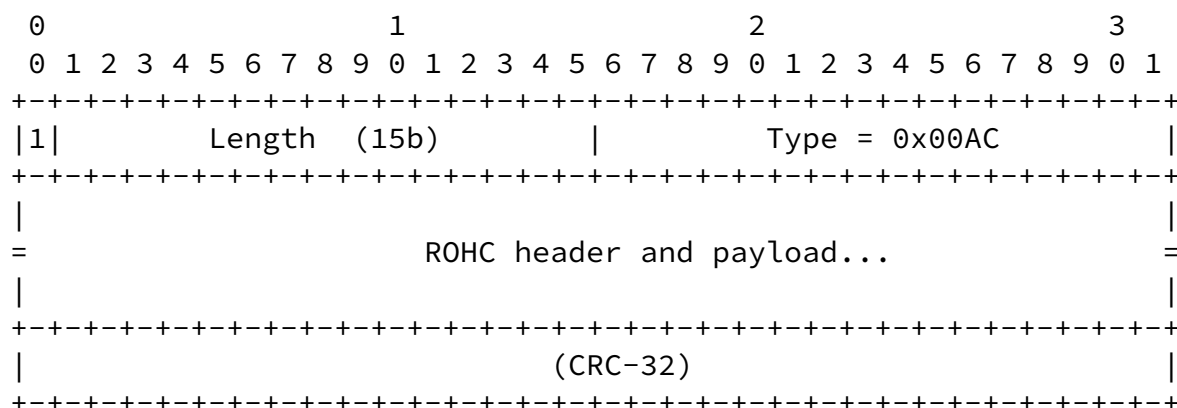 0                   1                   2                   3
 0 1 2 3 4 5 6 7 8 9 0 1 2 3 4 5 6 7 8 9 0 1 2 3 4 5 6 7 8 9 0 1
+-+-+-+-+-+-+-+-+-+-+-+-+-+-+-+-+-+-+-+-+-+-+-+-+-+-+-+-+-+-+-+-+
|1|        Length  (15b)        |         Type = 0x00AC         |
+-+-+-+-+-+-+-+-+-+-+-+-+-+-+-+-+-+-+-+-+-+-+-+-+-+-+-+-+-+-+-+-+
|                                                               |
=                      ROHC header and payload...               =
|                                                               |
+-+-+-+-+-+-+-+-+-+-+-+-+-+-+-+-+-+-+-+-+-+-+-+-+-+-+-+-+-+-+-+-+
|                             (CRC-32)                          |
+-+-+-+-+-+-+-+-+-+-+-+-+-+-+-+-+-+-+-+-+-+-+-+-+-+-+-+-+-+-+-+-+